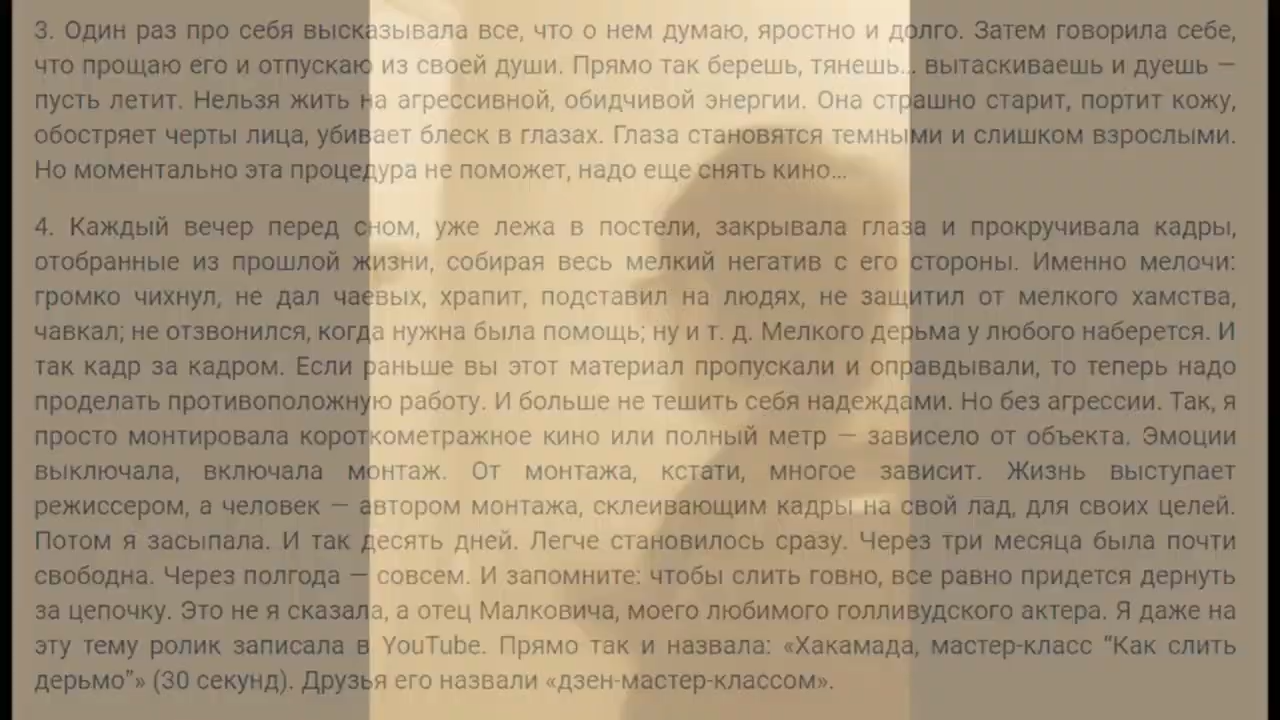 3. Один раз про себя высказывала все, что о нем думаю, яростно и долго. Затем говорила себе,
что прощаю его и отпускаю из своей души. Прямо так берешь, тянешь... вытаскиваешь и дуешь —
пусть летит. Нельзя жить на агрессивной, обидчивой энергии. Она страшно старит, портит кожу,
обостряет черты лица, убивает блеск в глазах. Глаза становятся темными и слишком взрослыми.
Но моментально эта процедура не поможет, надо еще снять кино...
4. Каждый вечер перед сном, уже лежа в постели, закрывала глаза и прокручивала кадры,
отобранные из прошлой жизни, собирая весь мелкий негатив с его стороны. Именно мелочи:
громко чихнул, не дал чаевых, храпит, подставил на людях, не защитил от мелкого хамства,
чавкал; не отзвонился, когда нужна была помощь; ну и т. д. Мелкого дерьма у любого наберется. И
так кадр за кадром. Если раньше вы этот материал пропускали и оправдывали, то теперь надо
проделать противоположную работу. И больше не тешить себя надеждами. Но без агрессии. Так, я
просто монтировала короткометражное кино или полный метр — зависело от объекта. Эмоции
выключала, включала монтаж. От монтажа, кстати, многое зависит. Жизнь выступает
режиссером, а человек — автором монтажа, склеивающим кадры на свой лад, для своих целей.
Потом я засыпала. И так десять дней. Легче становилось сразу. Через три месяца была почти
свободна. Через полгода — совсем. И запомните: чтобы слить говно, все равно придется дернуть
за цепочку. Это не я сказала, а отец Малковича, моего любимого голливудского актера. Я даже на
эту тему ролик записала в YouTube. Прямо так и назвала: «Хакамада, мастер-класс “Как слить
дерьмо”» (30 секунд). Друзья его назвали «дзен-мастер-классом».